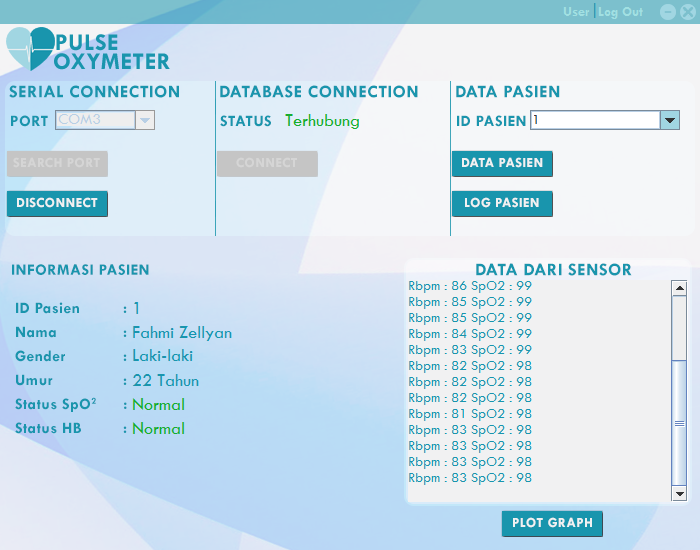 User Log Out
PULSE
OXYMETER
SERIAL CONNECTION
PORT COM3
SEARCH PORT
DISCONNECT
DATABASE CONNECTION
STATUS Terhubung
CONNECT
DATA PASIEN
ID PASIEN 1
DATA PASIEN
LOG PASIEN
INFORMASI PASIEN
ID Pasien : 1
Nama : Fahmi Zellyan
Gender : Laki-laki
Umur : 22 Tahun
Status SpO² : Normal
Status HB : Normal
DATA DARI SENSOR
Rbpm : 86 SpO2 : 99
Rbpm : 85 SpO2 : 99
Rbpm : 85 SpO2 : 99
Rbpm : 84 SpO2 : 99
Rbpm : 83 SpO2 : 99
Rbpm : 82 SpO2 : 98
Rbpm : 82 SpO2 : 98
Rbpm : 82 SpO2 : 98
Rbpm : 81 SpO2 : 98
Rbpm : 83 SpO2 : 98
Rbpm : 83 SpO2 : 98
Rbpm : 83 SpO2 : 98
Rbpm : 83 SpO2 : 98
PLOT GRAPH